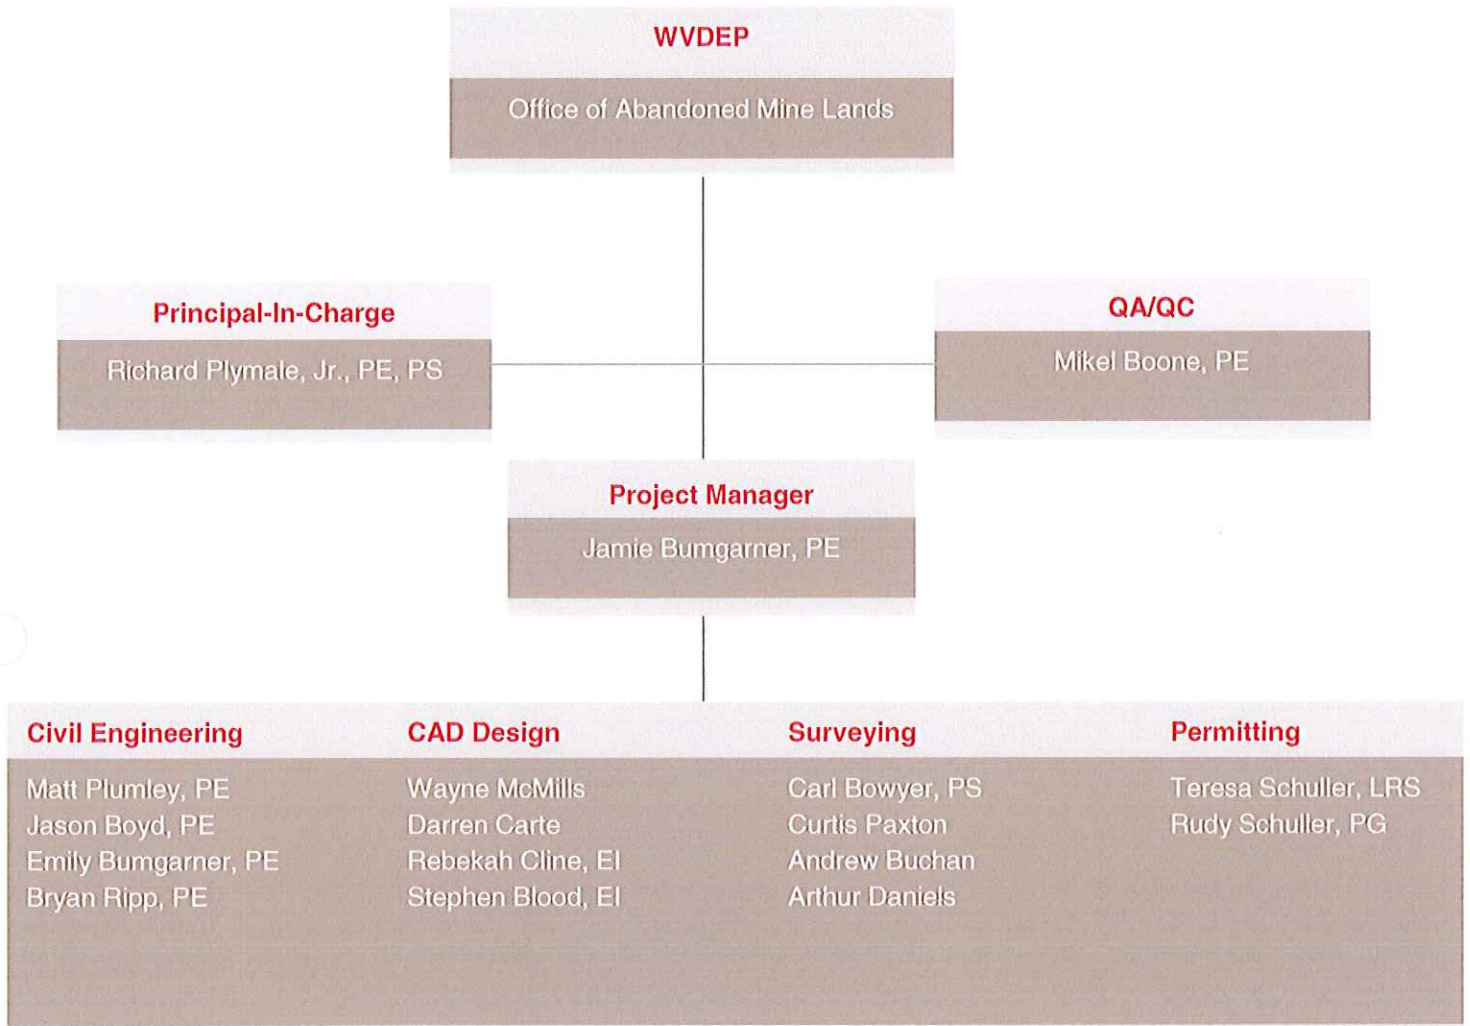 WVDEP
Office of Abandoned Mine Lands
Principal-In-Charge
Richard Plymale, Jr., PE, PS
QA/QC
Mikel Boone, PE
Project Manager
Jamie Bumgarner, PE
Civil Engineering
Matt Plumley, PE
Jason Boyd, PE
Emily Bumgarner, PE
Bryan Ripp, PE
CAD Design
Wayne McMills
Darren Carte
Rebekah Cline, EI
Stephen Blood, EI
Surveying
Carl Bowyer, PS
Curtis Paxton
Andrew Buchan
Arthur Daniels
Permitting
Teresa Schuller, LRS
Rudy Schuller, PG